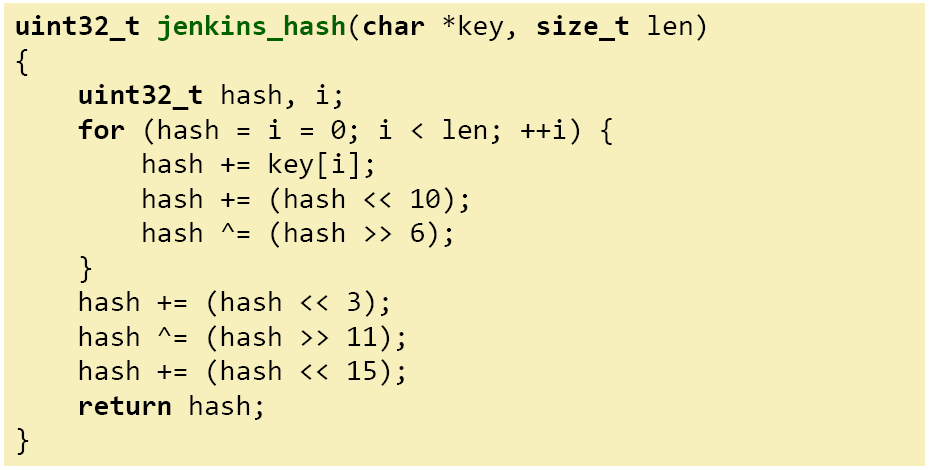 uint32_t jenkins_hash(char *key, size_t len)
{
    uint32_t hash, i;
    for (hash = i = 0; i < len; ++i) {
        hash += key[i];
        hash += (hash << 10);
        hash ^= (hash >> 6);
    }
    hash += (hash << 3);
    hash ^= (hash >> 11);
    hash += (hash << 15);
    return hash;
}